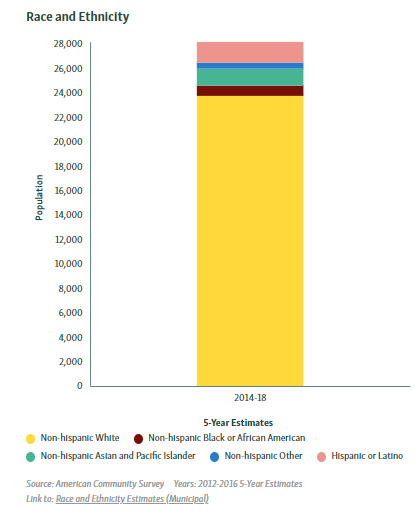 Race and Ethnicity
28,000
26,000
24,000
22,000
20,000
18,000
16,000
14,000
12,000
10,000
8,000
6,000
4,000
2,000
0
Population
2014-18
5-Year Estimates
Non-hispanic White Non-hispanic Black or African American
Non-hispanic Asian and Pacific Islander Non-hispanic Other Hispanic or Latino
Source: American Community Survey Years: 2012-2016 5-Year Estimates
Link to: Race and Ethnicity Estimates (Municipal)